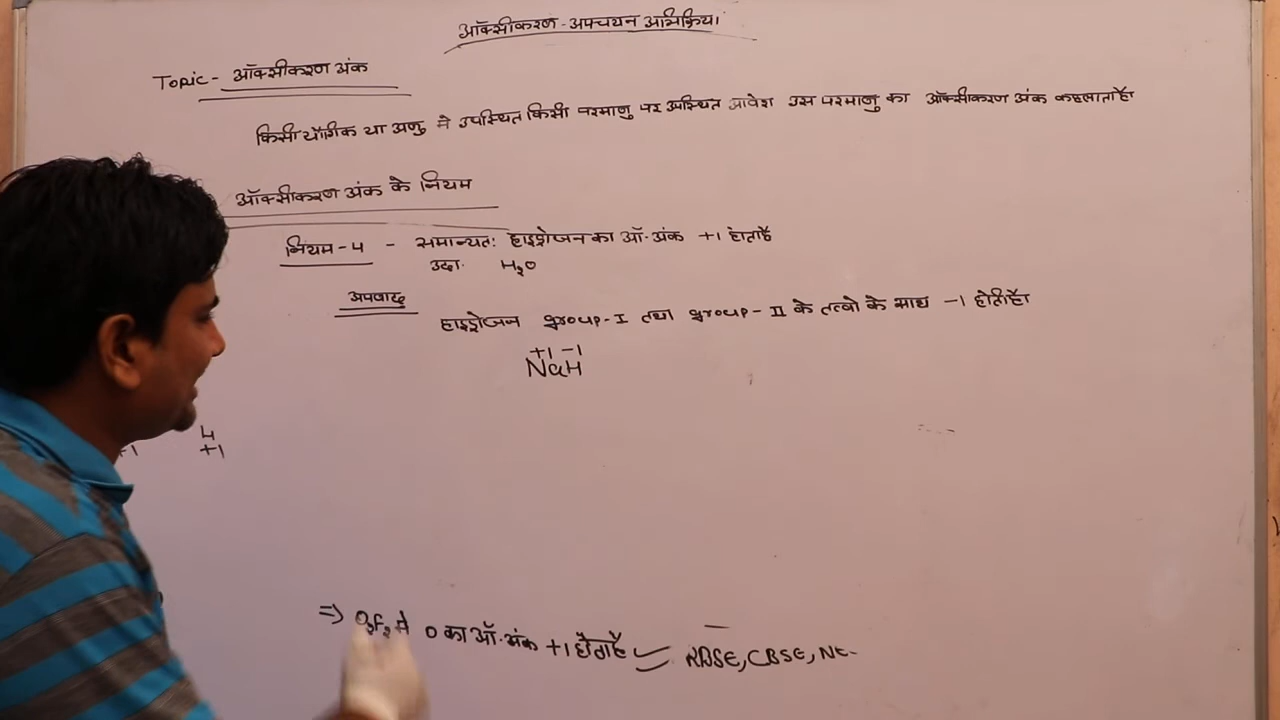 ऑक्सीकरण-अपचयन अभिक्रिया
Topic- ऑक्सीकरण अंक
किसी यौगिक या अणु मे उपस्थित किसी परमाणु पर उपस्थित आवेश उस परमाणु का ऑक्सीकरण अंक कहलाता है
ऑक्सीकरण अंक के नियम
नियम-4 - समान्यत: हाइड्रोजन का ऑ.अंक +1 होता है
उदा. H₂O
अपवाद
हाइड्रोजन group-I तथा group-II के तत्वो के साथ -1 होती है
+1 -1
NaH
4
+1 +1
=> O₂F₂ में O का ऑ.अंक +1 होता है RBSE, CBSE,